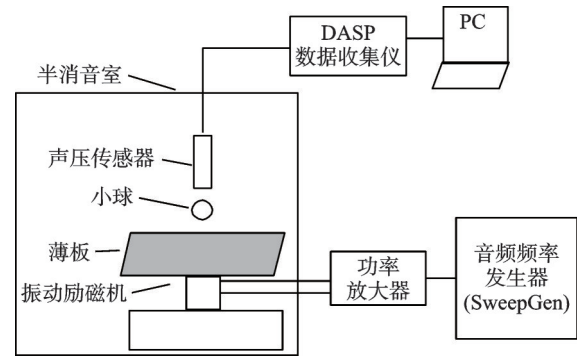 DASP
数据收集仪
PC
半消音室
声压传感器
小球
薄板
振动励磁机
功率
放大器
音频频率
发生器
(SweepGen)